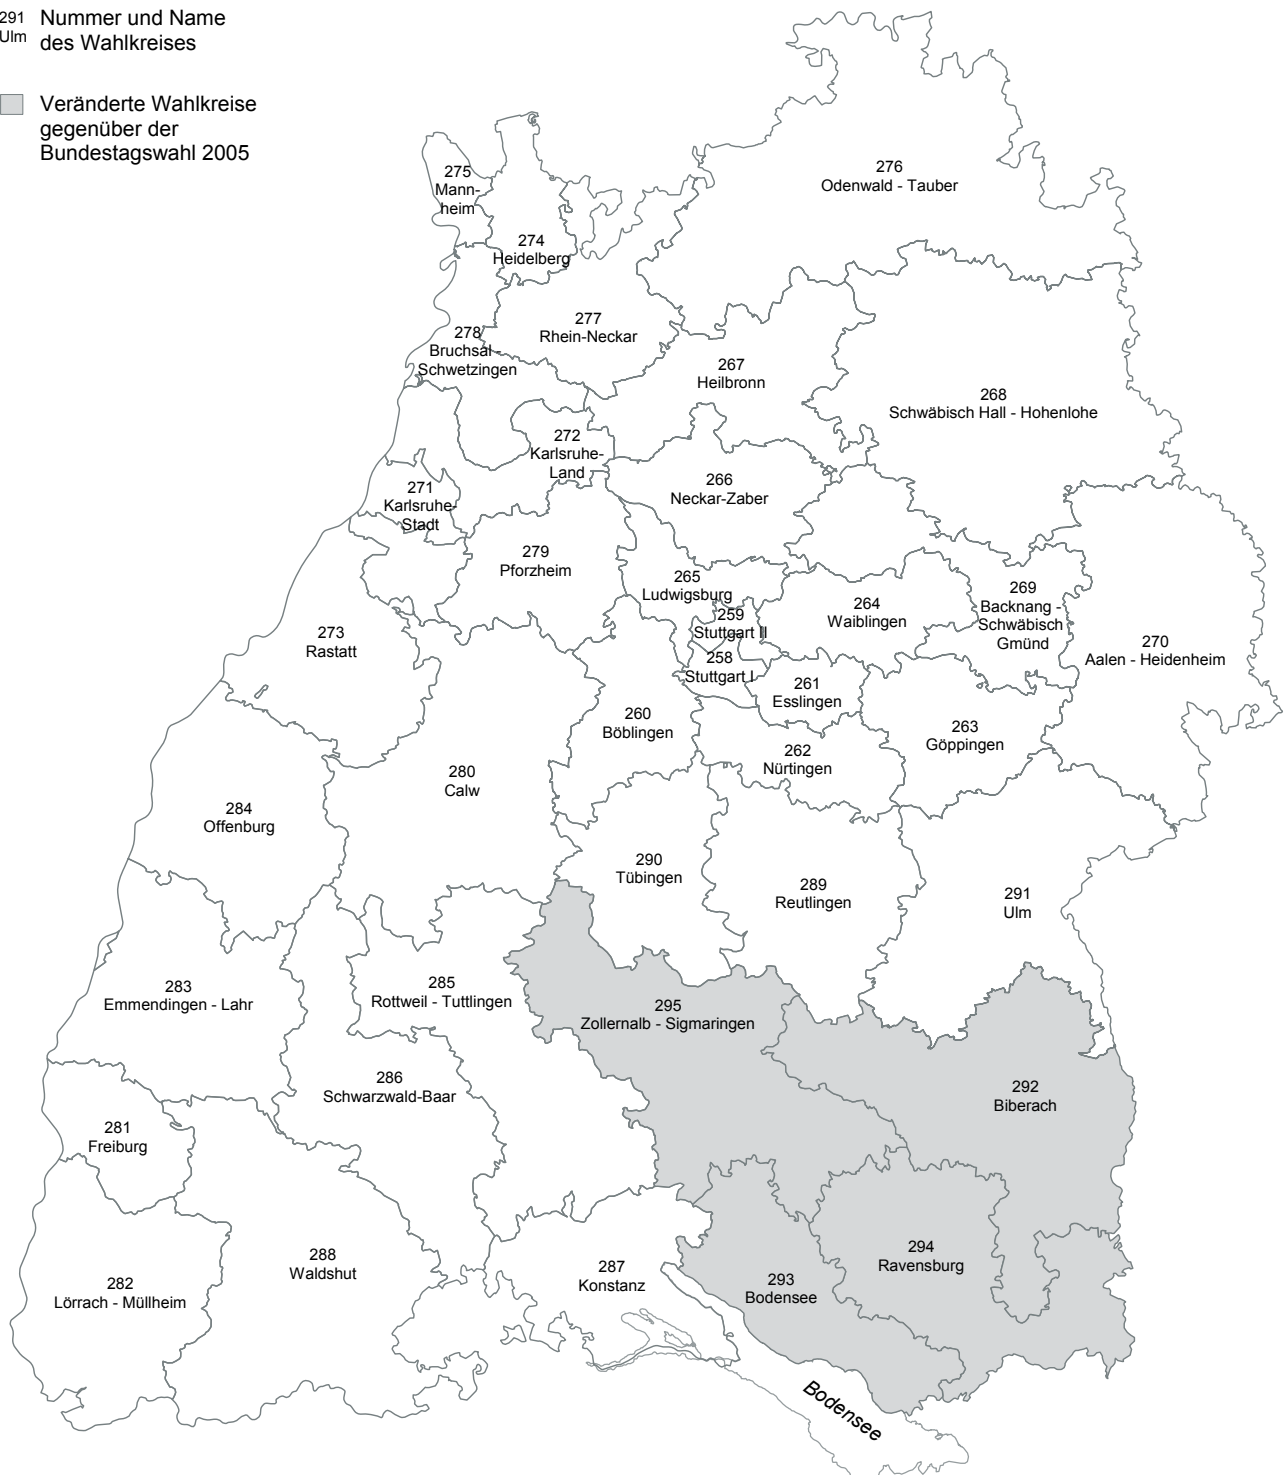 291 Nummer und Name
Ulm des Wahlkreises
Veränderte Wahlkreise
gegenüber der
Bundestagswahl 2005
275
Mann-
heim
276
Odenwald - Tauber
274
Heidelberg
277
Rhein-Neckar
278
Bruchsal -
Schwetzingen
267
Heilbronn
268
Schwäbisch Hall - Hohenlohe
272
Karlsruhe-
Land
266
Neckar-Zaber
271
Karlsruhe-
Stadt
279
Pforzheim
265
Ludwigsburg
259
Stuttgart II
264
Waiblingen
269
Backnang -
Schwäbisch
Gmünd
273
Rastatt
258
Stuttgart I
270
Aalen - Heidenheim
261
Esslingen
260
Böblingen
263
Göppingen
262
Nürtingen
280
Calw
284
Offenburg
290
Tübingen
289
Reutlingen
291
Ulm
283
Emmendingen - Lahr
285
Rottweil - Tuttlingen
295
Zollernalb - Sigmaringen
286
Schwarzwald-Baar
292
Biberach
281
Freiburg
288
Waldshut
294
Ravensburg
287
Konstanz
293
Bodensee
282
Lörrach - Müllheim
Bodensee